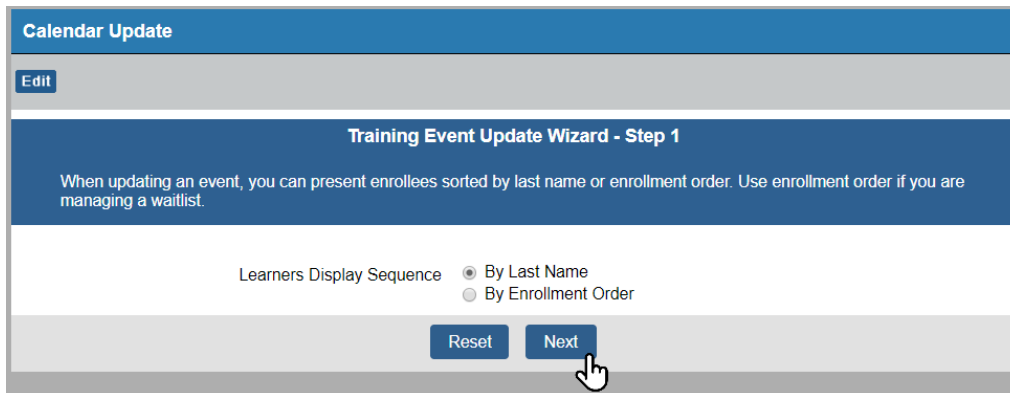 Calendar Update
Edit
Training Event Update Wizard - Step 1
When updating an event, you can present enrollees sorted by last name or enrollment order. Use enrollment order if you are
managing a waitlist.
Learners Display Sequence By Last Name
By Enrollment Order
Reset Next